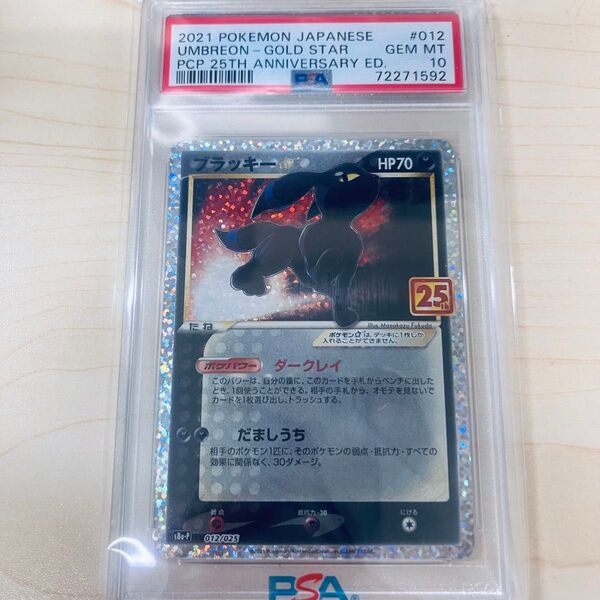 2021 POKEMON JAPANESE #012
UMBREON - GOLD STAR GEM MT
PCP 25TH ANNIVERSARY ED. 10
PSA 72271592
ブラッキー HP70
25th
たね
Illus. Masakazu Fukuda
ポケモン☆は、デッキに1枚しか
入れることができません。
ポケパワー ダークレイ
このパワーは、自分の番に、このカードを手札からベンチに出した
とき、1回使うことができる。相手の手札から、オモテを見ないで
カードを1枚選び出し、トラッシュする。
だましうち
相手のポケモン1匹に、そのポケモンの弱点・抵抗力・すべての
効果に関係なく、30ダメージ。
弱点 抵抗力 -30 にげる
s8a-P 012/025
PSA